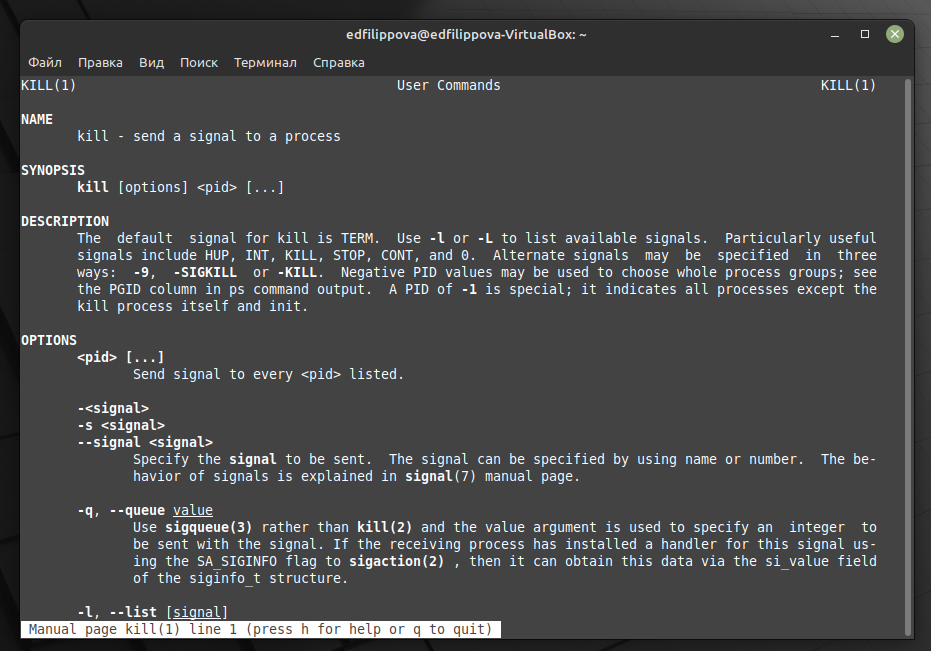 edfilippova@edfilippova-VirtualBox: ~
Файл Правка Вид Поиск Терминал Справка
KILL(1) User Commands KILL(1)
NAME
kill - send a signal to a process
SYNOPSIS
kill [options] <pid> [...]
DESCRIPTION
The default signal for kill is TERM. Use -l or -L to list available signals. Particularly useful
signals include HUP, INT, KILL, STOP, CONT, and 0. Alternate signals may be specified in three
ways: -9, -SIGKILL or -KILL. Negative PID values may be used to choose whole process groups; see
the PGID column in ps command output. A PID of -1 is special; it indicates all processes except the
kill process itself and init.
OPTIONS
<pid> [...]
Send signal to every <pid> listed.
-<signal>
-s <signal>
--signal <signal>
Specify the signal to be sent. The signal can be specified by using name or number. The be-
havior of signals is explained in signal(7) manual page.
-q, --queue value
Use sigqueue(3) rather than kill(2) and the value argument is used to specify an integer to
be sent with the signal. If the receiving process has installed a handler for this signal us-
ing the SA_SIGINFO flag to sigaction(2) , then it can obtain this data via the si_value field
of the siginfo_t structure.
-l, --list [signal]
Manual page kill(1) line 1 (press h for help or q to quit)